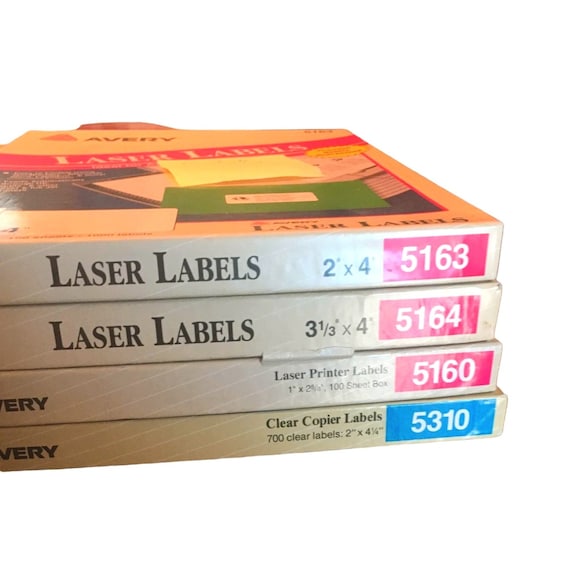 AVERY
5163
LASER LABELS
AVERY
LASER LABELS
LASER LABELS 2" x 4" 5163
LASER LABELS 3 1/3" x 4" 5164
Laser Printer Labels
1" x 2⅝", 100 Sheet Box
5160
VERY
Clear Copier Labels
700 clear labels: 2" x 4¼"
5310
VERY